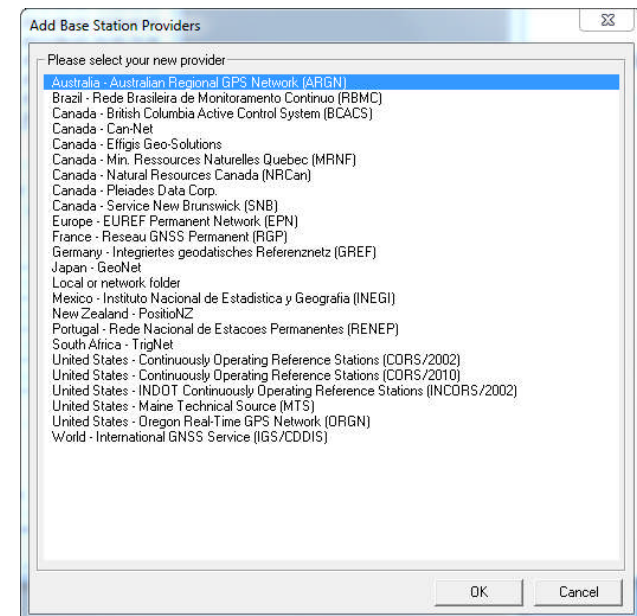 Add Base Station Providers
Please select your new provider
Australia - Australian Regional GPS Network (ARGN)
Brazil - Rede Brasileira de Monitoramento Continuo (RBMC)
Canada - British Columbia Active Control System (BCACS)
Canada - Can-Net
Canada - Effigis Geo-Solutions
Canada - Min. Ressources Naturelles Quebec (MRNF)
Canada - Natural Resources Canada (NRCan)
Canada - Pleiades Data Corp.
Canada - Service New Brunswick (SNB)
Europe - EUREF Permanent Network (EPN)
France - Reseau GNSS Permanent (RGP)
Germany - Integriertes geodatisches Referenznetz (GREF)
Japan - GeoNet
Local or network folder
Mexico - Instituto Nacional de Estadistica y Geografia (INEGI)
New Zealand - PositioNZ
Portugal - Rede Nacional de Estacoes Permanentes (RENEP)
South Africa - TrigNet
United States - Continuously Operating Reference Stations (CORS/2002)
United States - Continuously Operating Reference Stations (CORS/2010)
United States - INDOT Continuously Operating Reference Stations (INCORS/2002)
United States - Maine Technical Source (MTS)
United States - Oregon Real-Time GPS Network (ORGN)
World - International GNSS Service (IGS/CDDIS)
OK Cancel